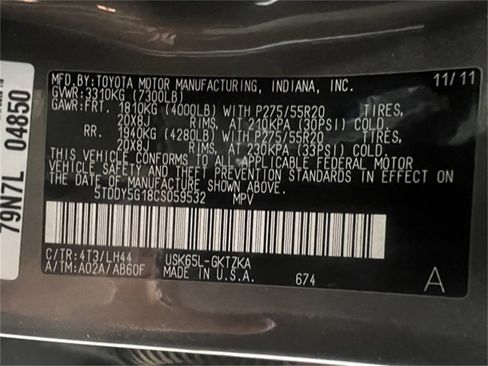 79N7L 04850
MFD.BY:TOYOTA MOTOR MANUFACTURING, INDIANA, INC. 11/11
GVWR:3310KG (7300LB)
GAWR:FRT. 1810KG (4000LB) WITH P275/55R20 TIRES,
20X8J RIMS, AT 210KPA (30PSI) COLD
RR. 1940KG (4280LB) WITH P275/55R20 TIRES,
20X8J RIMS, AT 230KPA (33PSI) COLD
THIS VEHICLE CONFORMS TO ALL APPLICABLE FEDERAL MOTOR
VEHICLE SAFETY AND THEFT PREVENTION STANDARDS IN EFFECT ON
THE DATE OF MANUFACTURE SHOWN ABOVE.
5TDDY5G18CS059532 MPV
C/TR:4T3/LH44 USK65L-GKTZKA
A/TM:A02A/AB60F MADE IN U.S.A. 674 A